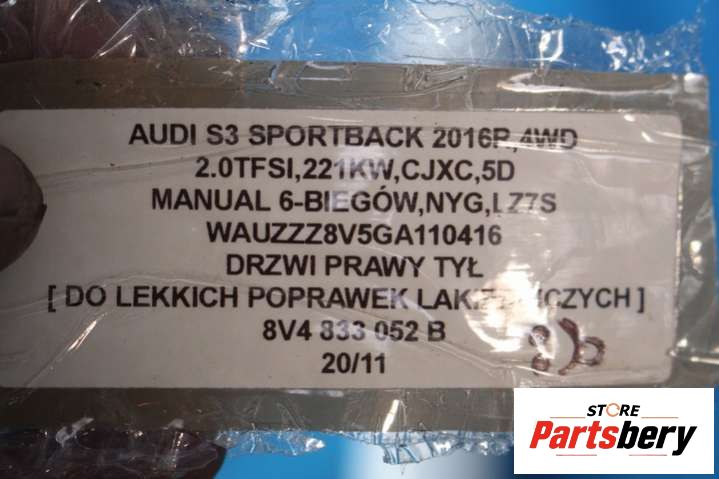 AUDI S3 SPORTBACK 2016R,4WD
2.0TFSI,221KW,CJXC,5D
MANUAL 6-BIEGÓW,NYG,LZ7S
WAUZZZ8V5GA110416
DRZWI PRAWY TYŁ
[ DO LEKKICH POPRAWEK ]
8V4 833 052 B
20/11
STORE
Partsbery